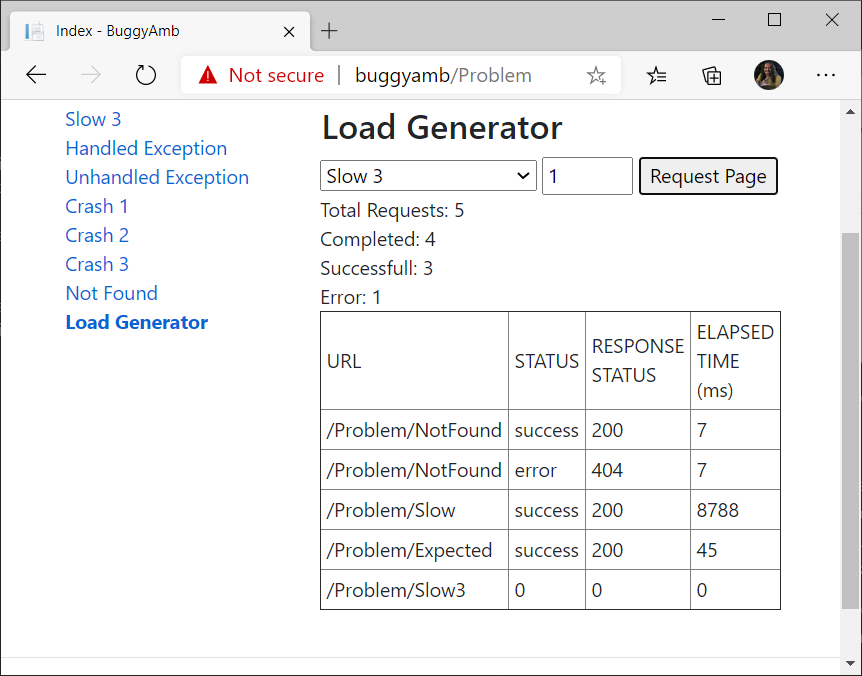 Index - BuggyAmb
Not secure | buggyamb/Problem
Slow 3
Handled Exception
Unhandled Exception
Crash 1
Crash 2
Crash 3
Not Found
Load Generator
Load Generator
Slow 3 1 Request Page
Total Requests: 5
Completed: 4
Successfull: 3
Error: 1
URL STATUS RESPONSE STATUS ELAPSED TIME (ms)
/Problem/NotFound success 200 7
/Problem/NotFound error 404 7
/Problem/Slow success 200 8788
/Problem/Expected success 200 45
/Problem/Slow3 0 0 0